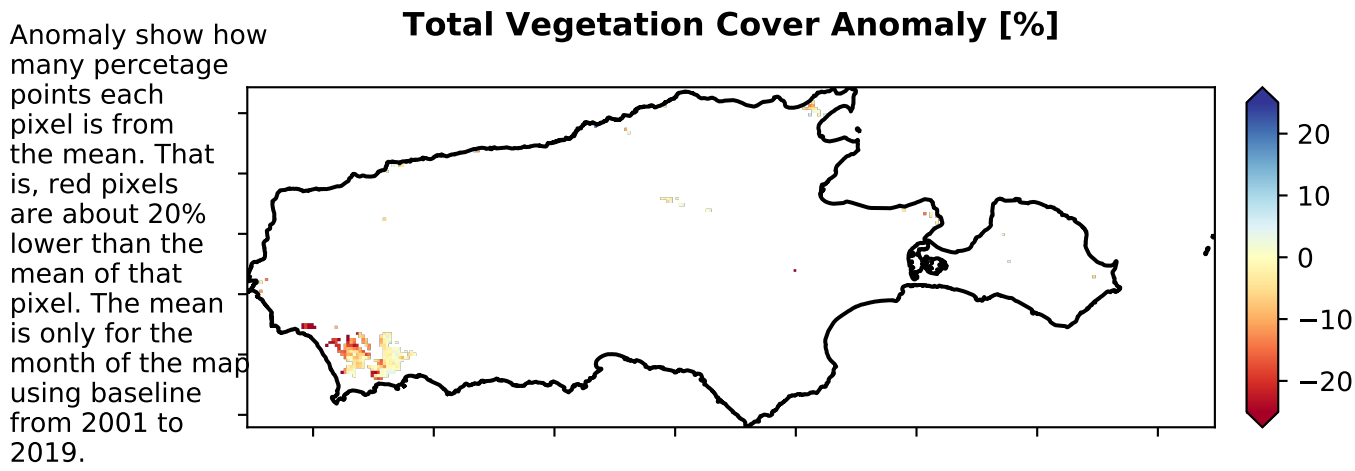 Total Vegetation Cover Anomaly [%]
Anomaly show how
many percetage
points each
pixel is from
the mean. That
is, red pixels
are about 20%
lower than the
mean of that
pixel. The mean
is only for the
month of the map
using baseline
from 2001 to
2019.
20
10
0
−10
−20